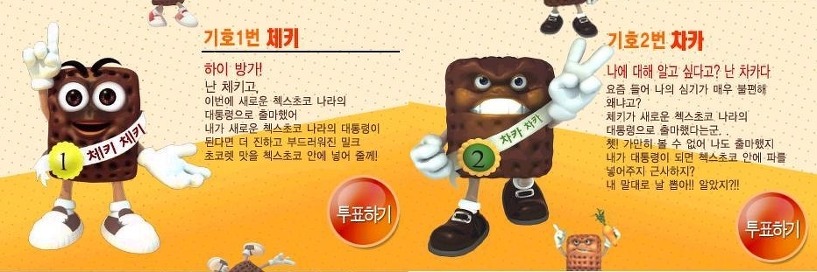 기호1번 체키
하이 방가!
난 체키고,
이번에 새로운 첵스초코 나라의
대통령으로 출마했어
내가 새로운 첵스초코 나라의 대통령이
된다면 더 진하고 부드러워진 밀크
초코렛 맛을 첵스초코 안에 넣어 줄께!
체키 체키
1
투표하기
기호2번 차카
나에 대해 알고 싶다고? 난 차카다
요즘 들어 나의 심기가 매우 불편해
왜냐고?
체키가 새로운 첵스초코 나라의
대통령으로 출마했다는군..
쳇! 가만히 볼 수 없어 나도 출마했지
내가 대통령이 되면 첵스초코 안에 파를
넣어주지 근사하지?
내 말대로 날 뽑아!! 알았지?!!
차카 차카
2
투표하기